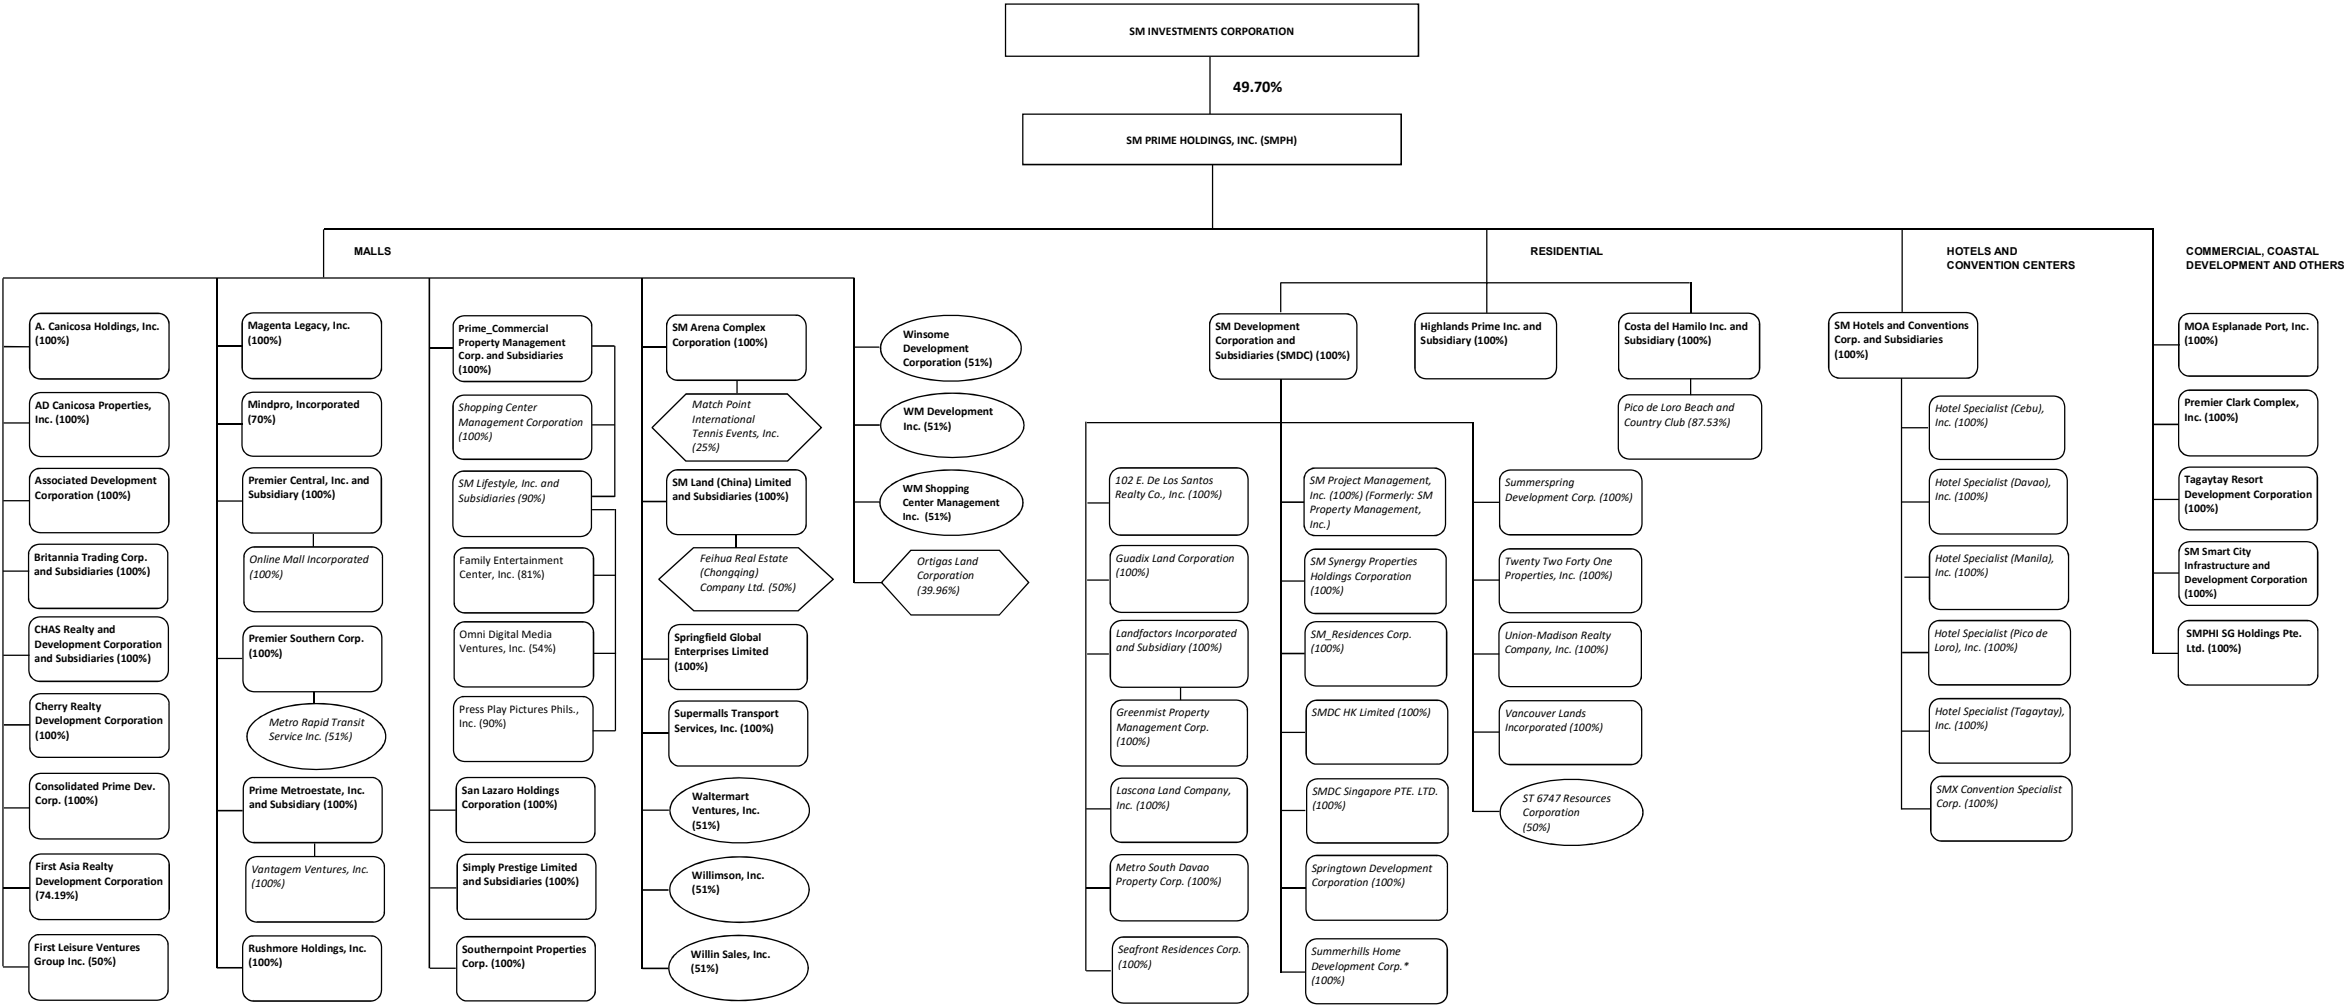 SM INVESTMENTS CORPORATION
49.70%
SM PRIME HOLDINGS, INC. (SMPH)
MALLS
RESIDENTIAL
HOTELS AND
CONVENTION CENTERS
COMMERCIAL, COASTAL
DEVELOPMENT AND OTHERS
A. Canicosa Holdings, Inc.
(100%)
AD Canicosa Properties,
Inc. (100%)
Associated Development
Corporation (100%)
Britannia Trading Corp.
and Subsidiaries (100%)
CHAS Realty and
Development Corporation
and Subsidiaries (100%)
Cherry Realty
Development Corporation
(100%)
Consolidated Prime Dev.
Corp. (100%)
First Asia Realty
Development Corporation
(74.19%)
First Leisure Ventures
Group Inc. (50%)
Magenta Legacy, Inc.
(100%)
Mindpro, Incorporated
(70%)
Premier Central, Inc. and
Subsidiary (100%)
Online Mall Incorporated
(100%)
Premier Southern Corp.
(100%)
Metro Rapid Transit
Service Inc. (51%)
Prime Metroestate, Inc.
and Subsidiary (100%)
Vantagem Ventures, Inc.
(100%)
Rushmore Holdings, Inc.
(100%)
Prime_Commercial
Property Management
Corp. and Subsidiaries
(100%)
Shopping Center
Management Corporation
(100%)
SM Lifestyle, Inc. and
Subsidiaries (90%)
Family Entertainment
Center, Inc. (81%)
Omni Digital Media
Ventures, Inc. (54%)
Press Play Pictures Phils.,
Inc. (90%)
San Lazaro Holdings
Corporation (100%)
Simply Prestige Limited
and Subsidiaries (100%)
Southernpoint Properties
Corp. (100%)
SM Arena Complex
Corporation (100%)
Match Point
International
Tennis Events, Inc.
(25%)
SM Land (China) Limited
and Subsidiaries (100%)
Feihua Real Estate
(Chongqing)
Company Ltd. (50%)
Springfield Global
Enterprises Limited
(100%)
Supermalls Transport
Services, Inc. (100%)
Waltermart
Ventures, Inc.
(51%)
Willimson, Inc.
(51%)
Willin Sales, Inc.
(51%)
Winsome
Development
Corporation (51%)
WM Development
Inc. (51%)
WM Shopping
Center Management
Inc. (51%)
Ortigas Land
Corporation
(39.96%)
SM Development
Corporation and
Subsidiaries (SMDC) (100%)
Highlands Prime Inc. and
Subsidiary (100%)
Costa del Hamilo Inc. and
Subsidiary (100%)
Pico de Loro Beach and
Country Club (87.53%)
102 E. De Los Santos
Realty Co., Inc. (100%)
Guadix Land Corporation
(100%)
Landfactors Incorporated
and Subsidiary (100%)
Greenmist Property
Management Corp.
(100%)
Lascona Land Company,
Inc. (100%)
Metro South Davao
Property Corp. (100%)
Seafront Residences Corp.
(100%)
SM Project Management,
Inc. (100%) (Formerly: SM
Property Management,
Inc.)
SM Synergy Properties
Holdings Corporation
(100%)
SM_Residences Corp.
(100%)
SMDC HK Limited (100%)
SMDC Singapore PTE. LTD.
(100%)
Springtown Development
Corporation (100%)
Summerhills Home
Development Corp.*
(100%)
Summerspring
Development Corp. (100%)
Twenty Two Forty One
Properties, Inc. (100%)
Union-Madison Realty
Company, Inc. (100%)
Vancouver Lands
Incorporated (100%)
ST 6747 Resources
Corporation
(50%)
SM Hotels and Conventions
Corp. and Subsidiaries
(100%)
Hotel Specialist (Cebu),
Inc. (100%)
Hotel Specialist (Davao),
Inc. (100%)
Hotel Specialist (Manila),
Inc. (100%)
Hotel Specialist (Pico de
Loro), Inc. (100%)
Hotel Specialist (Tagaytay),
Inc. (100%)
SMX Convention Specialist
Corp. (100%)
MOA Esplanade Port, Inc.
(100%)
Premier Clark Complex,
Inc. (100%)
Tagaytay Resort
Development Corporation
(100%)
SM Smart City
Infrastructure and
Development Corporation
(100%)
SMPHI SG Holdings Pte.
Ltd. (100%)